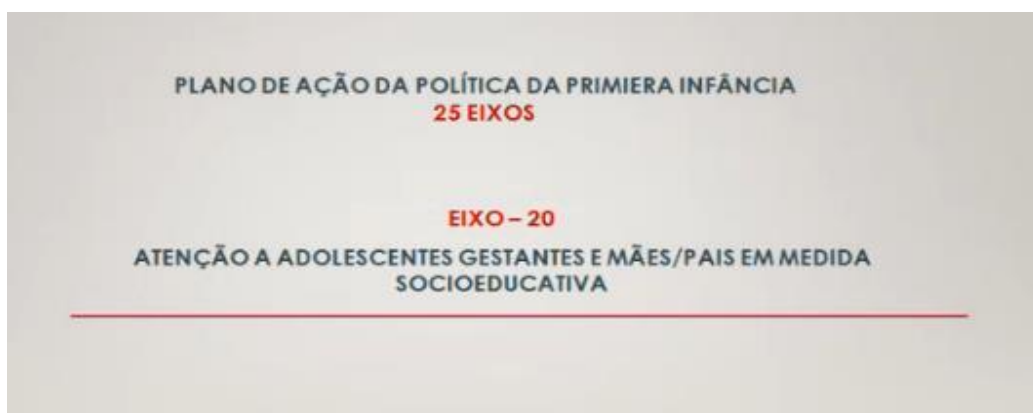 PLANO DE AÇÃO DA POLÍTICA DA PRIMIERA INFÂNCIA
25 EIXOS
EIXO – 20
ATENÇÃO A ADOLESCENTES GESTANTES E MÃES/PAIS EM MEDIDA
SOCIOEDUCATIVA